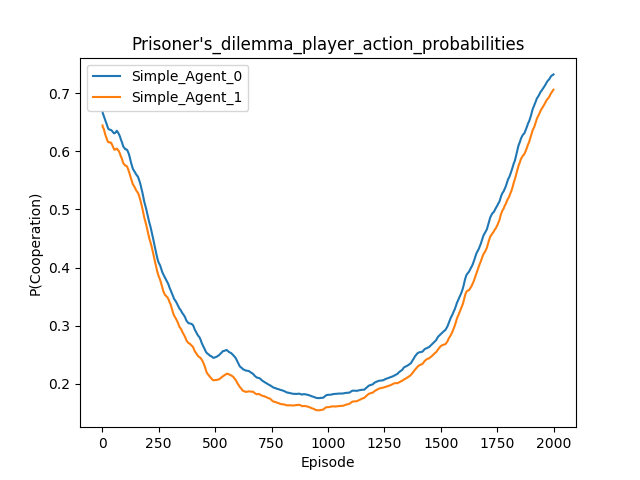 Prisoner's_dilemma_player_action_probabilities
Simple_Agent_0
Simple_Agent_1
P(Cooperation)
0.7
0.6
0.5
0.4
0.3
0.2
0 250 500 750 1000 1250 1500 1750 2000
Episode